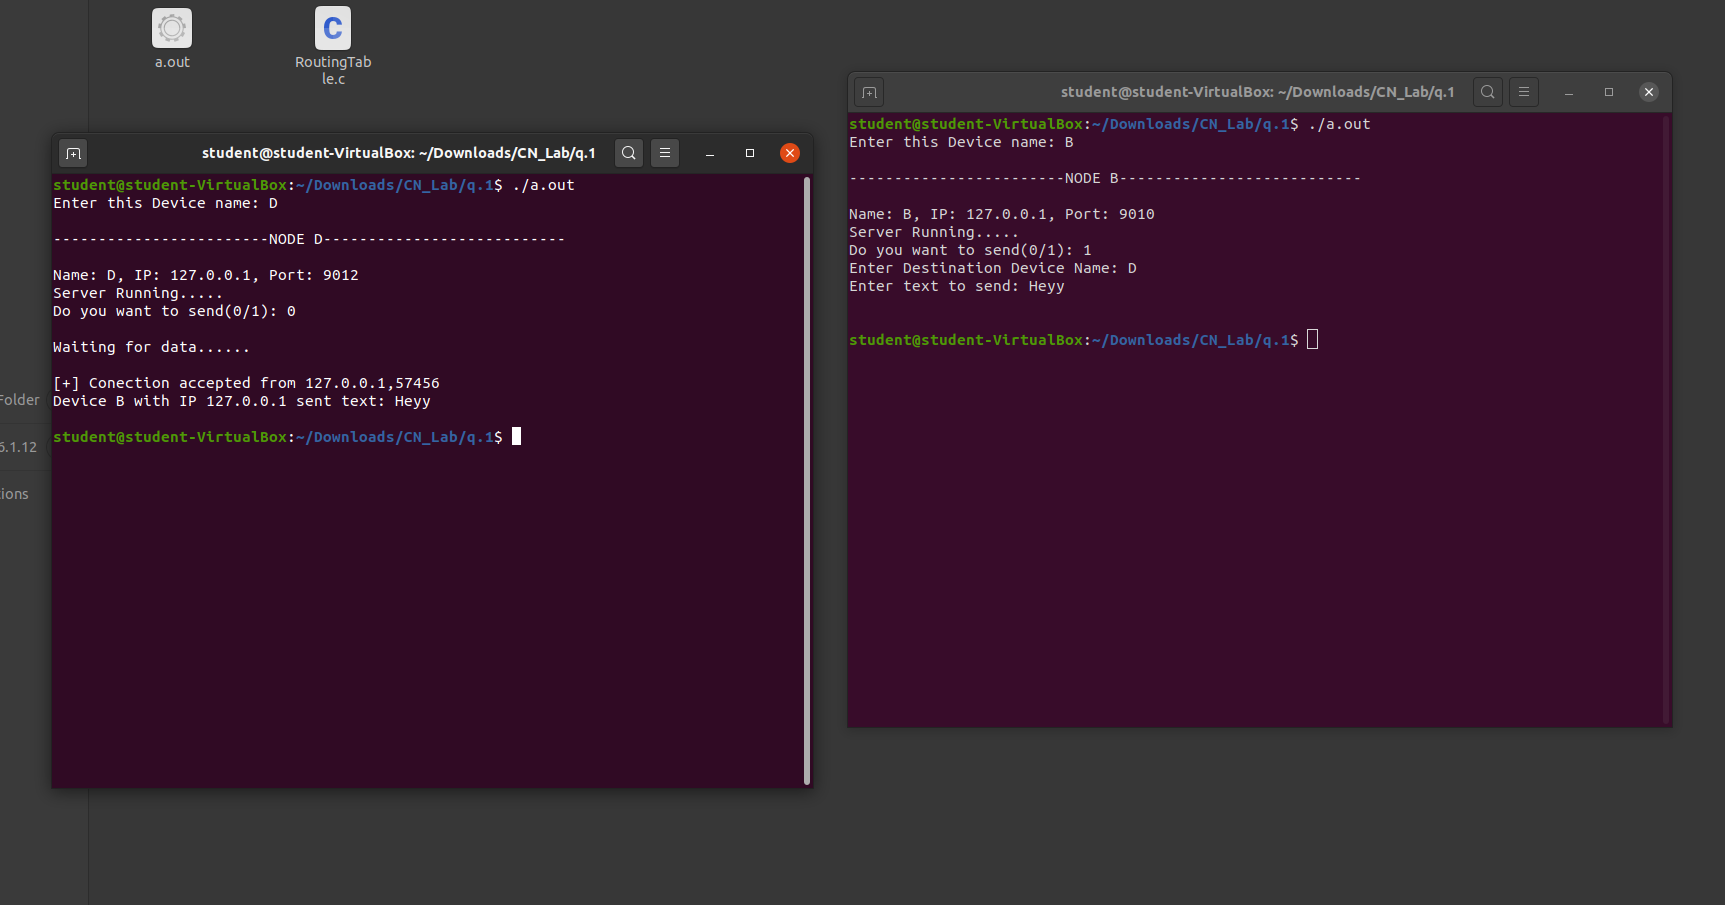 a.out
RoutingTab
le.c
Folder
6.1.12
tions
student@student-VirtualBox: ~/Downloads/CN_Lab/q.1
student@student-VirtualBox:~/Downloads/CN_Lab/q.1$ ./a.out
Enter this Device name: D
------------------------NODE D---------------------------
Name: D, IP: 127.0.0.1, Port: 9012
Server Running.....
Do you want to send(0/1): 0
Waiting for data......
[+] Conection accepted from 127.0.0.1,57456
Device B with IP 127.0.0.1 sent text: Heyy
student@student-VirtualBox:~/Downloads/CN_Lab/q.1$
student@student-VirtualBox: ~/Downloads/CN_Lab/q.1
student@student-VirtualBox:~/Downloads/CN_Lab/q.1$ ./a.out
Enter this Device name: B
------------------------NODE B---------------------------
Name: B, IP: 127.0.0.1, Port: 9010
Server Running.....
Do you want to send(0/1): 1
Enter Destination Device Name: D
Enter text to send: Heyy
student@student-VirtualBox:~/Downloads/CN_Lab/q.1$